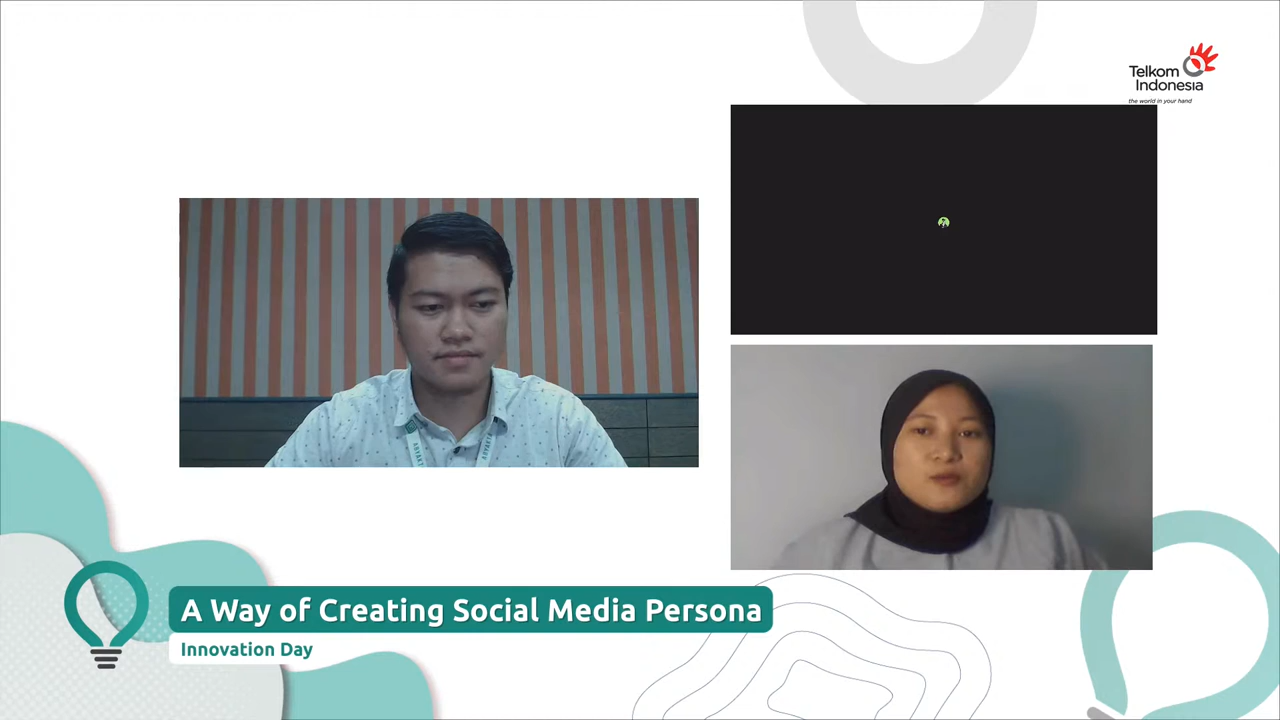 Telkom
Indonesia
the world in your hand
A Way of Creating Social Media Persona
Innovation Day